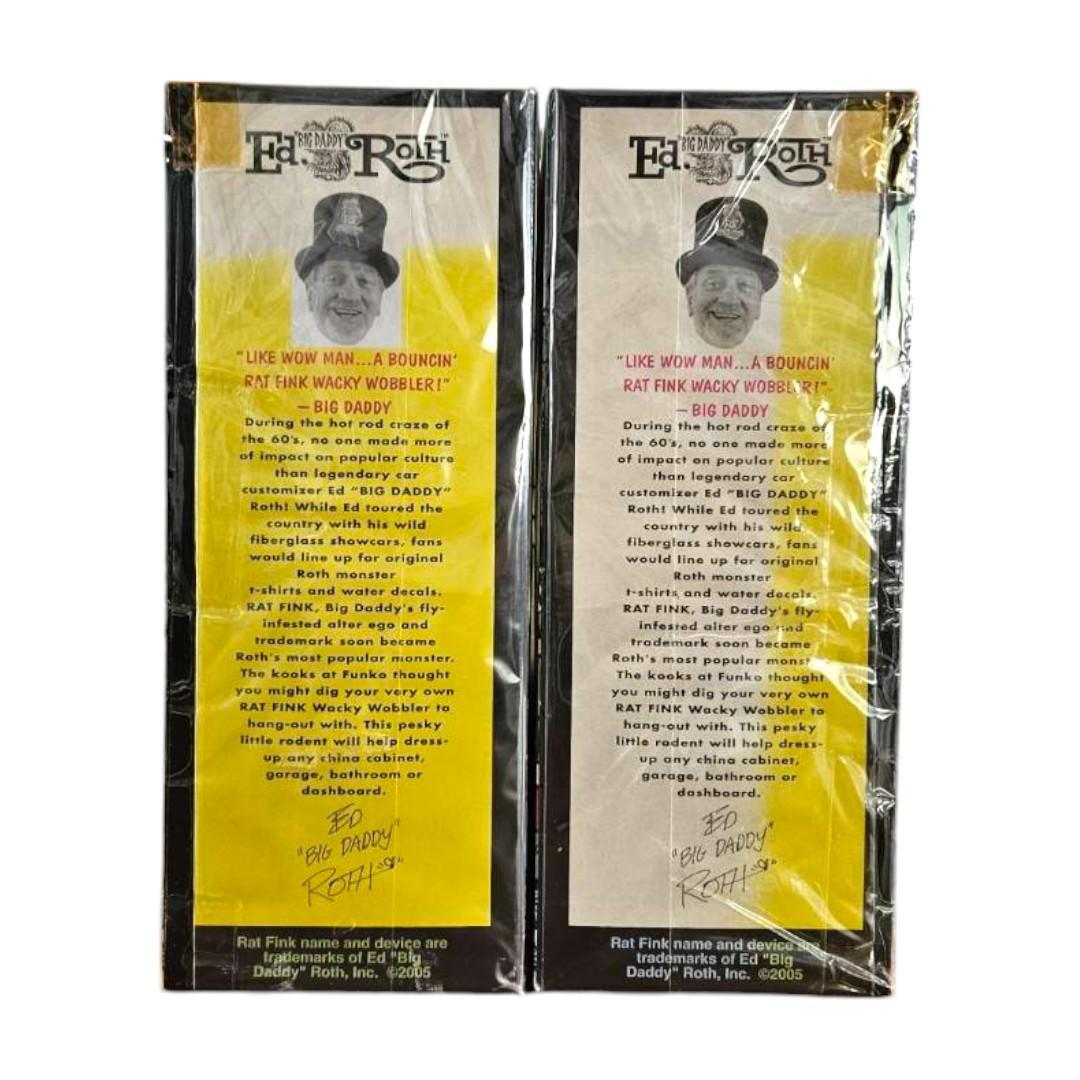 Ed. "BIG DADDY" ROTH™
"LIKE WOW MAN...A BOUNCIN'
RAT FINK WACKY WOBBLER!"
— BIG DADDY
During the hot rod craze of
the 60's, no one made more
of impact on popular culture
than legendary car
customizer Ed "BIG DADDY"
Roth! While Ed toured the
country with his wild
fiberglass showcars, fans
would line up for original
Roth monster
t-shirts and water decals.
RAT FINK, Big Daddy's fly-
infested alter ego and
trademark soon became
Roth's most popular monster.
The kooks at Funko thought
you might dig your very own
RAT FINK Wacky Wobbler to
hang-out with. This pesky
little rodent will help dress-
up any china cabinet,
garage, bathroom or
dashboard.
ED
"BIG DADDY"
ROTH
Rat Fink name and device are
trademarks of Ed "Big
Daddy" Roth, Inc. ©2005
Ed. "BIG DADDY" ROTH™
"LIKE WOW MAN...A BOUNCIN'
RAT FINK WACKY WOBBLER!"
— BIG DADDY
During the hot rod craze of
the 60's, no one made more
of impact on popular culture
than legendary car
customizer Ed "BIG DADDY"
Roth! While Ed toured the
country with his wild
fiberglass showcars, fans
would line up for original
Roth monster
t-shirts and water decals.
RAT FINK, Big Daddy's fly-
infested alter ego and
trademark soon became
Roth's most popular monster.
The kooks at Funko thought
you might dig your very own
RAT FINK Wacky Wobbler to
hang-out with. This pesky
little rodent will help dress-
up any china cabinet,
garage, bathroom or
dashboard.
ED
"BIG DADDY"
ROTH
Rat Fink name and device are
trademarks of Ed "Big
Daddy" Roth, Inc. ©2005